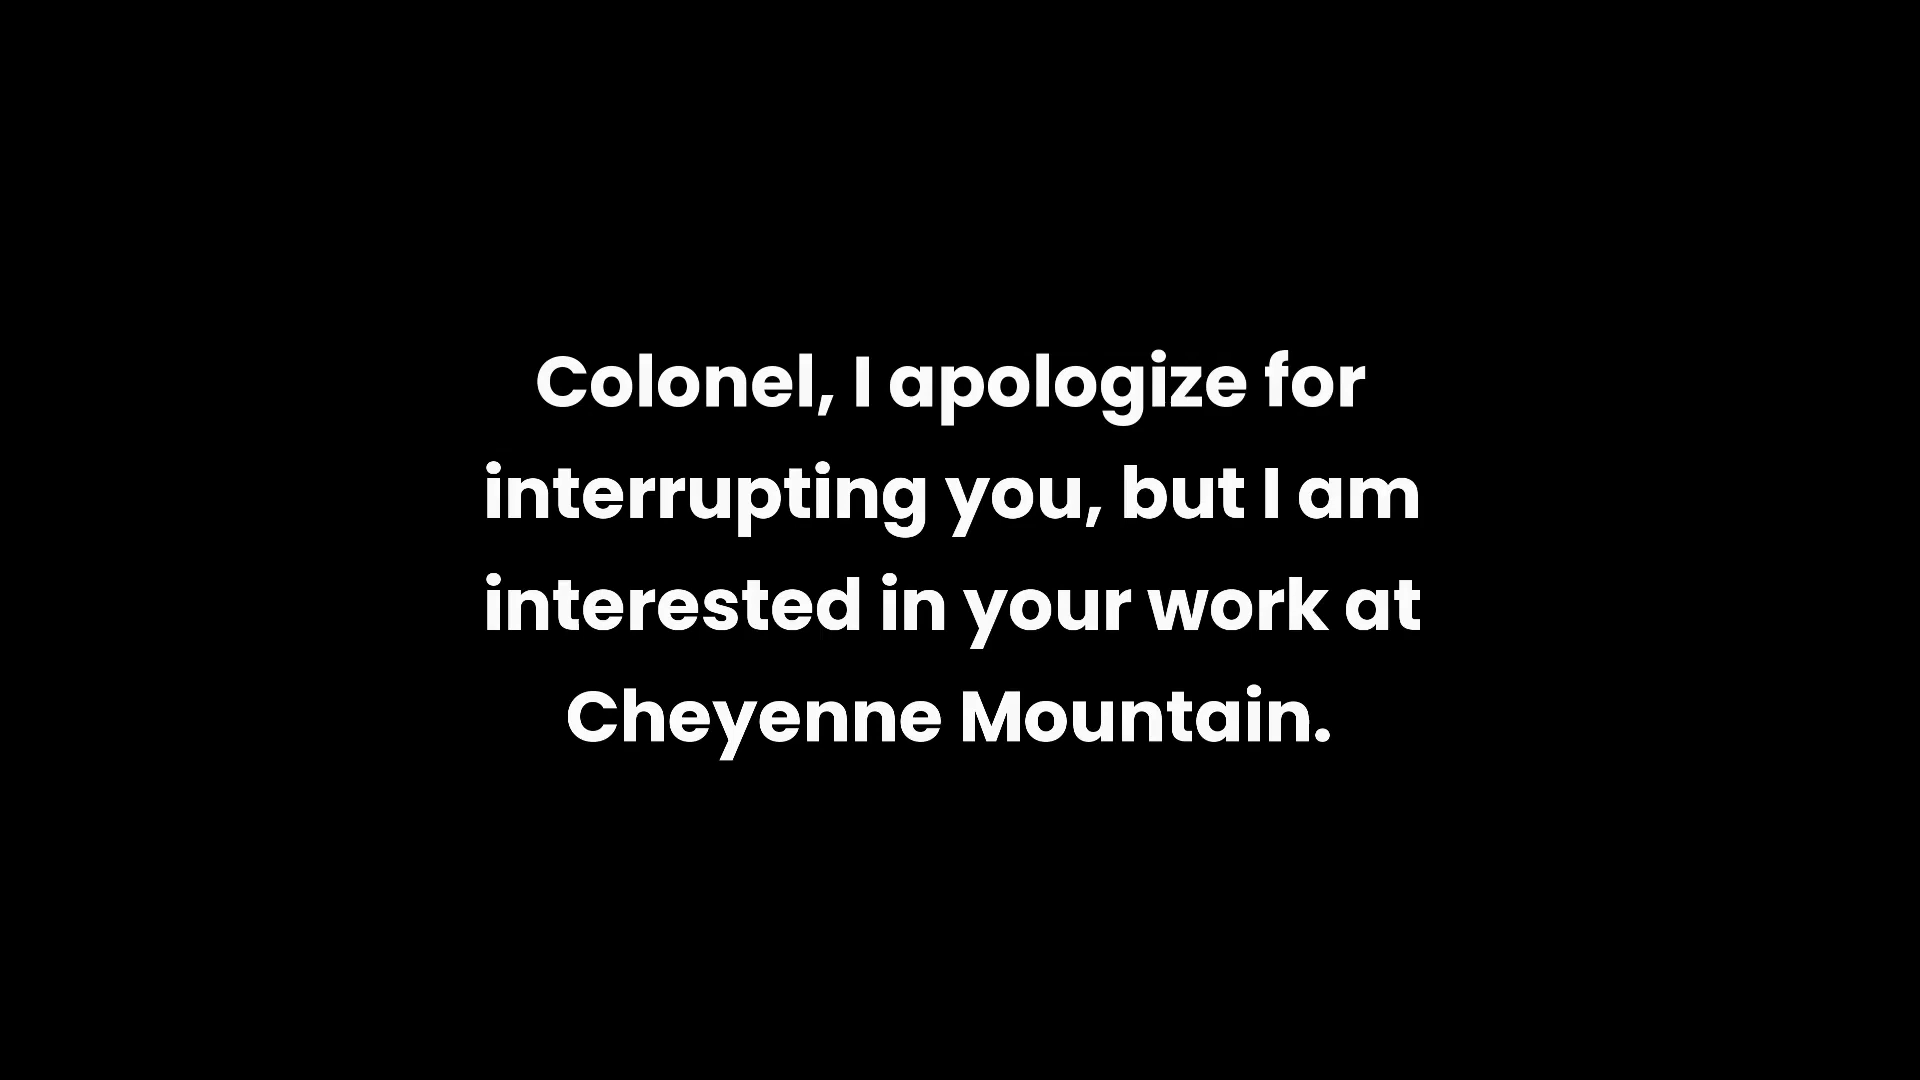 Colonel, I apologize for
interrupting you, but I am
interested in your work at
Cheyenne Mountain.